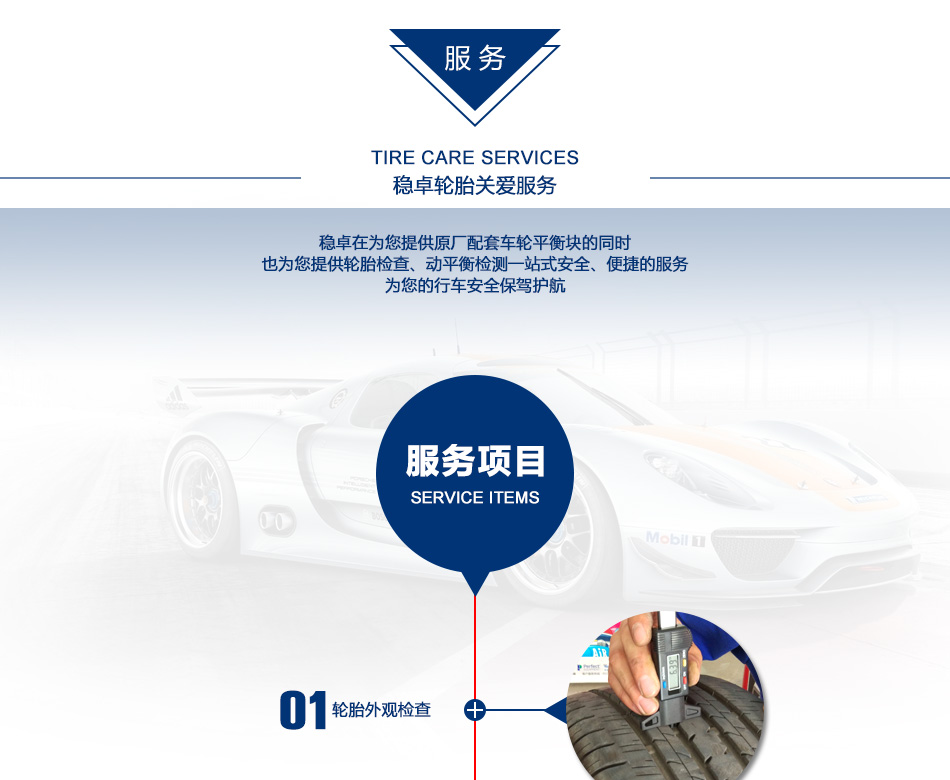 服务
TIRE CARE SERVICES
稳卓轮胎关爱服务
稳卓在为您提供原厂配套车轮平衡块的同时
也为您提供轮胎检查、动平衡检测一站式安全、便捷的服务
为您的行车安全保驾护航
服务项目
SERVICE ITEMS
Mobil 1
01 轮胎外观检查
Perfect